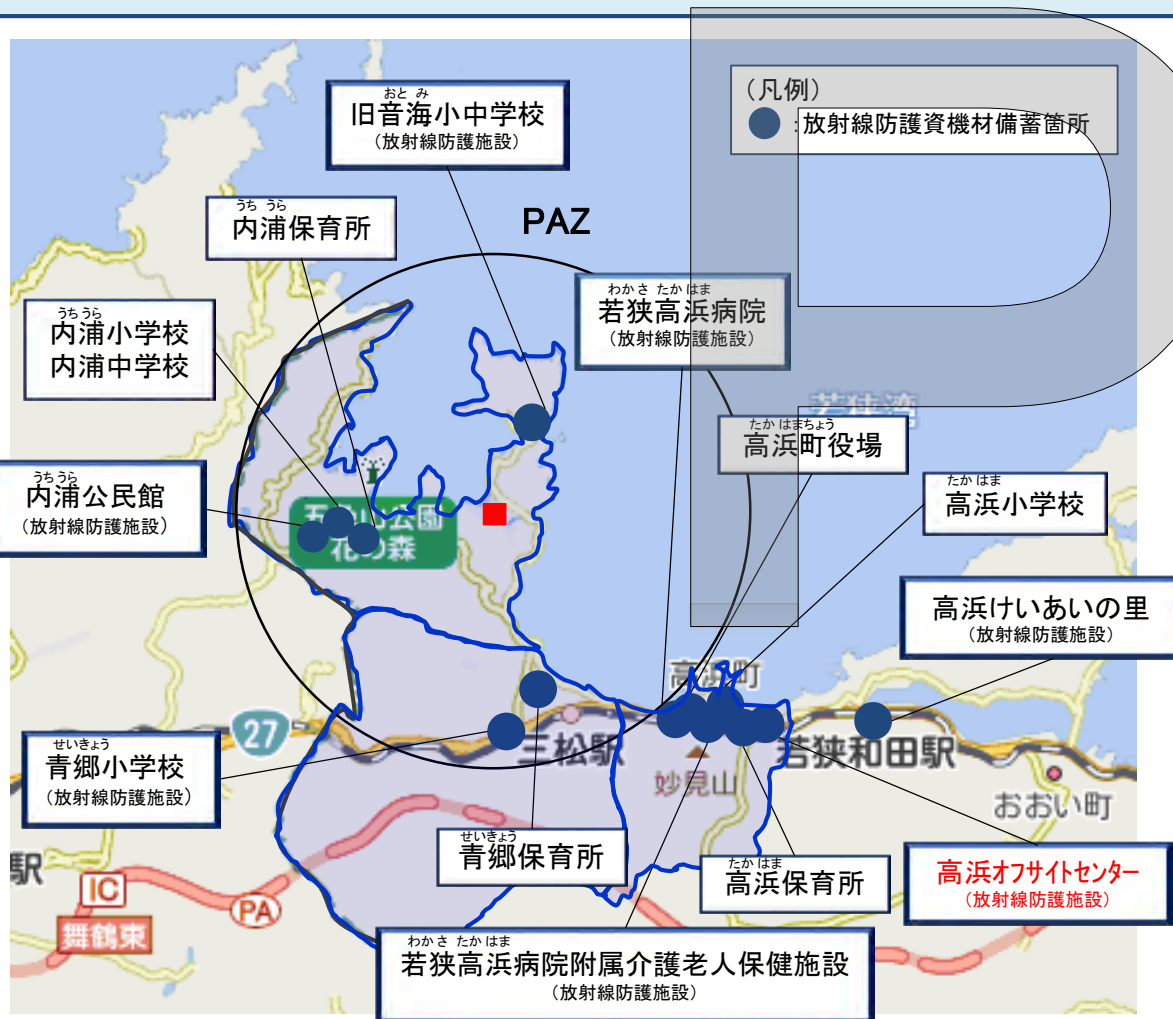 (凡例)
:放射線防護資機材備蓄箇所
おと み
旧音海小中学校
(放射線防護施設)
うち うら
内浦保育所
PAZ
わかさ たかはま
若狭高浜病院
(放射線防護施設)
うちうら
内浦小学校
内浦中学校
若狭湾
たかはまちょう
高浜町役場
うちうら
内浦公民館
(放射線防護施設)
たかはま
高浜小学校
花の森
高浜けいあいの里
(放射線防護施設)
高浜町
27
三松駅
若狭和田駅
せいきょう
青郷小学校
(放射線防護施設)
妙見山
おおい町
せいきょう
青郷保育所
たかはま
高浜保育所
高浜オフサイトセンター
(放射線防護施設)
駅
IC
PA
舞鶴東
わかさ たかはま
若狭高浜病院附属介護老人保健施設
(放射線防護施設)